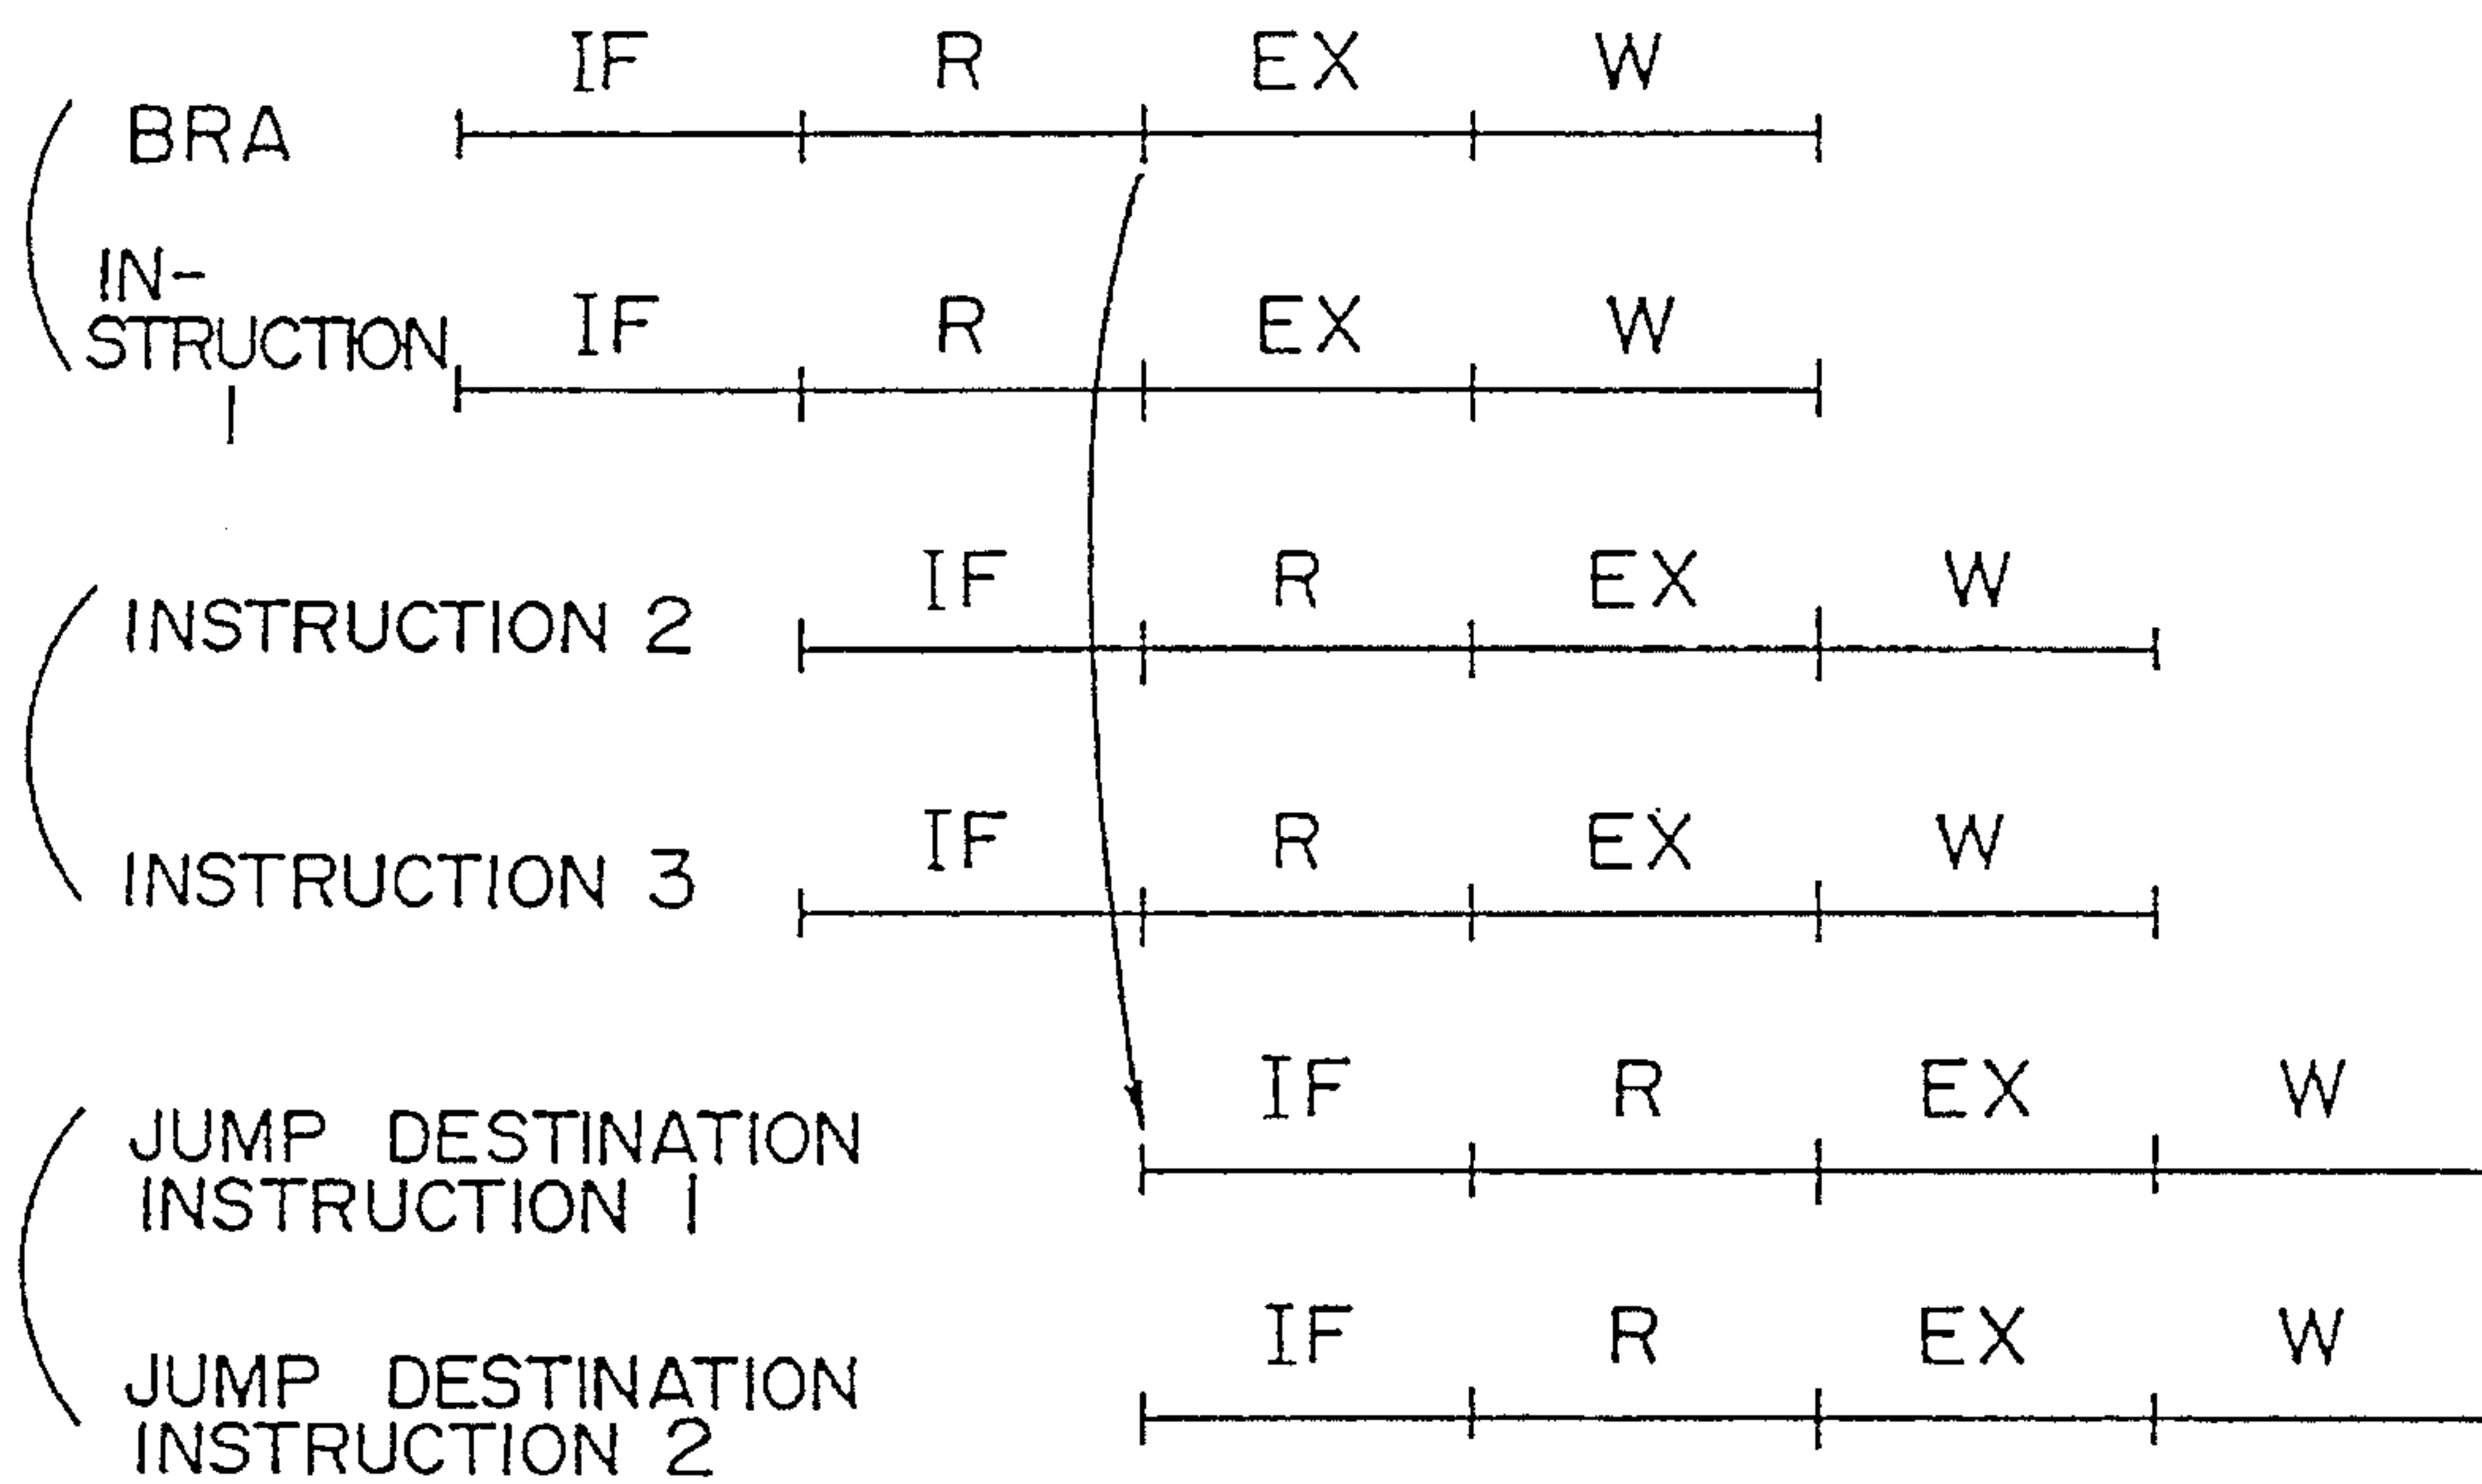 IF R EX W
BRA
IN-
STRUCTION IF R EX W
1
IF R EX W
INSTRUCTION 2
IF R EX W
INSTRUCTION 3
IF R EX W
JUMP DESTINATION
INSTRUCTION 1
IF R EX W
JUMP DESTINATION
INSTRUCTION 2